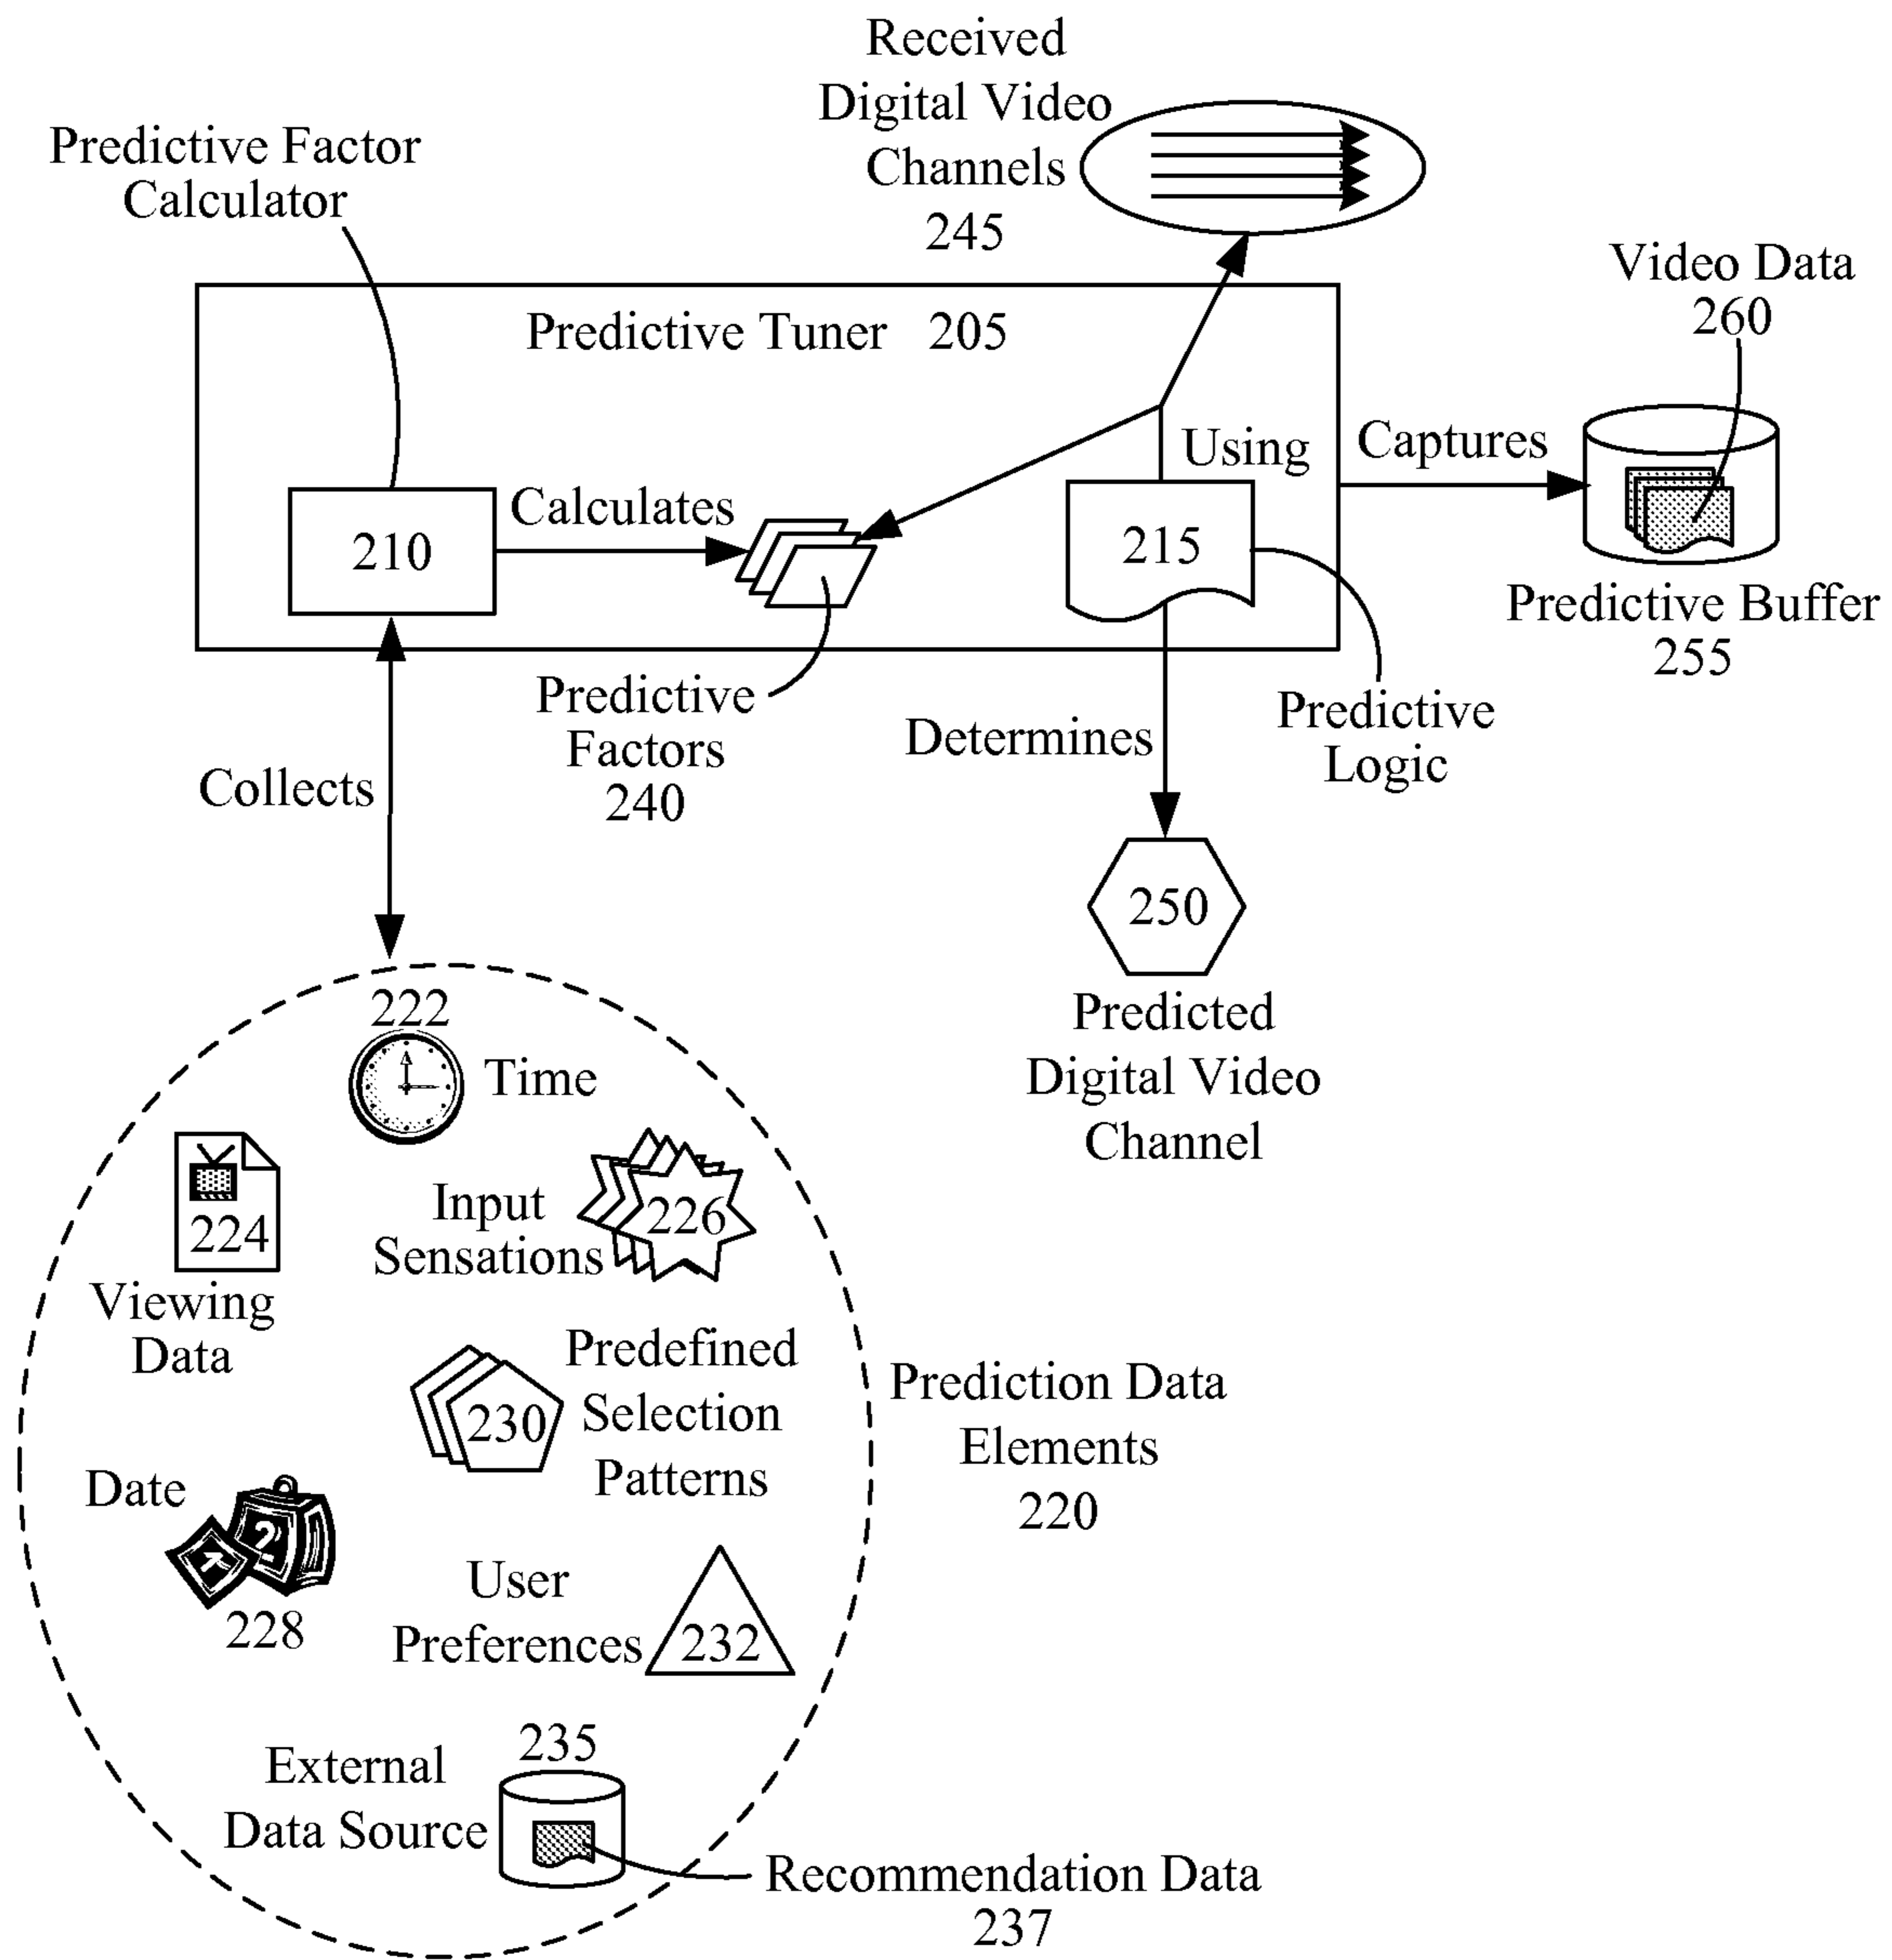 Received
Digital Video
Channels
245
Predictive Factor
Calculator
Video Data
260
Predictive Tuner 205
Using
Captures
Calculates
210
215
Predictive Buffer
255
Predictive
Factors
240
Predictive
Logic
Determines
Collects
250
Predicted
Digital Video
Channel
222
Time
224
Viewing
Data
Input
Sensations
226
Predefined
Selection
Patterns
230
Prediction Data
Elements
220
Date
1
2
228
User
Preferences
232
235
External
Data Source
Recommendation Data
237